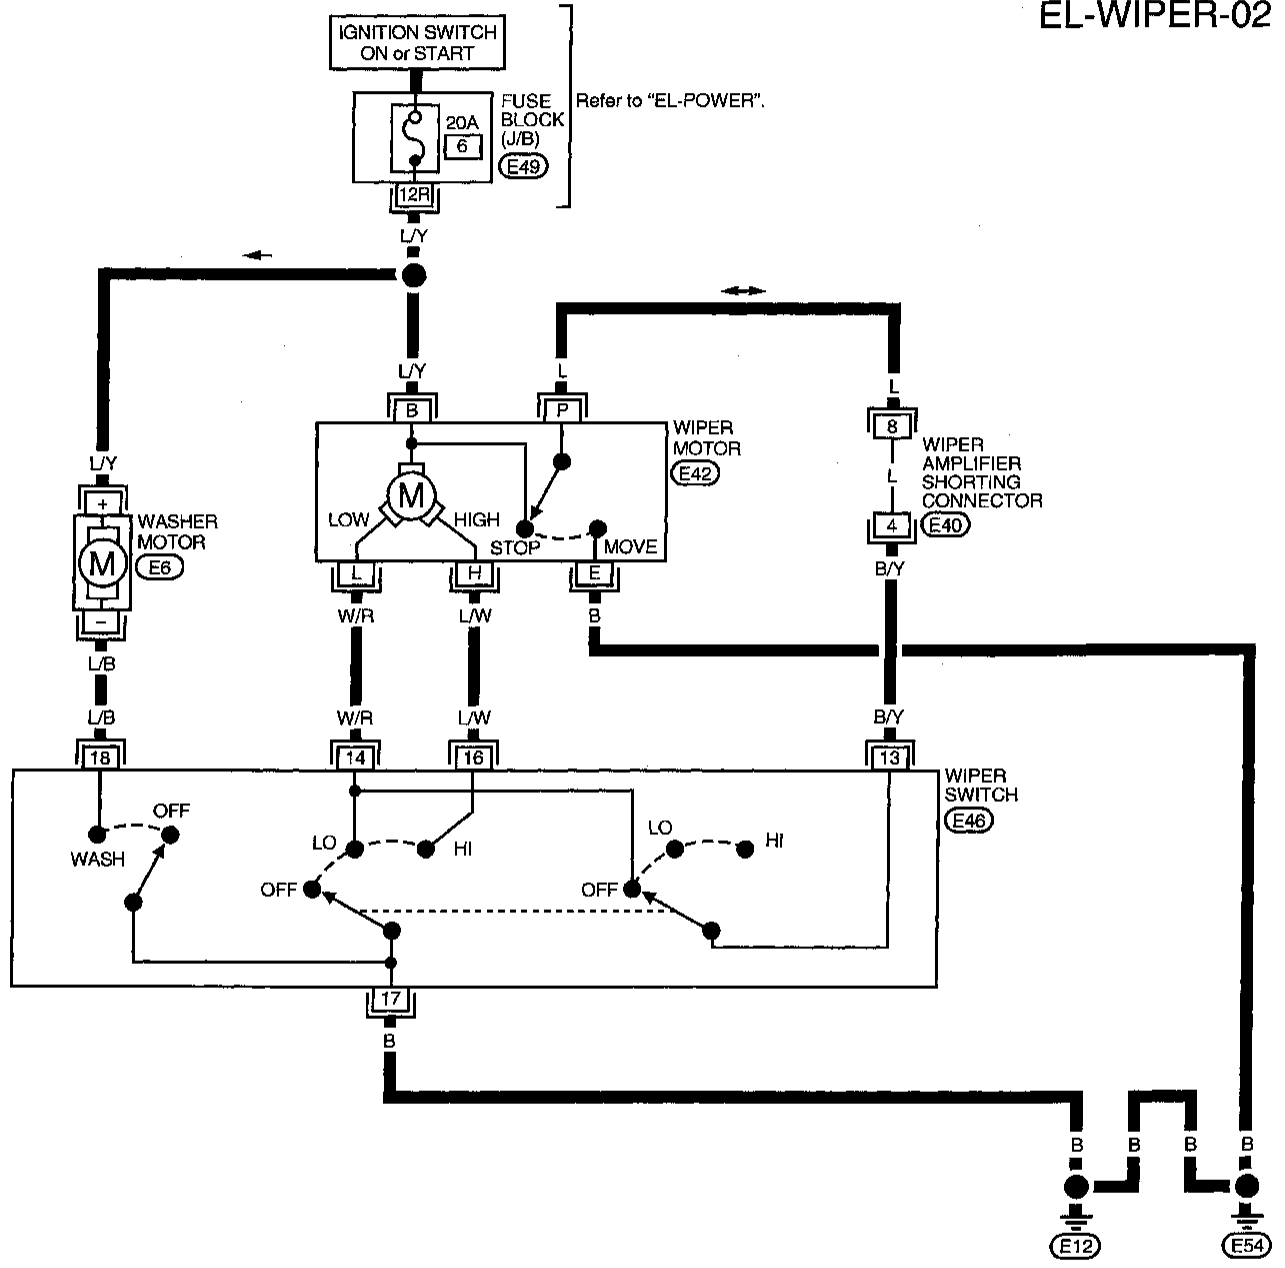 EL-WIPER-02
IGNITION SWITCH
ON or START
FUSE
BLOCK
(J/B)
E49
20A
6
Refer to "EL-POWER".
12R
L/Y
L/Y
L
L
B
P
WIPER
MOTOR
E42
8
WIPER
AMPLIFIER
SHORTING
CONNECTOR
E40
L
4
B/Y
L/Y
+
WASHER
MOTOR
E6
M
−
M
LOW
HIGH
STOP
MOVE
L
H
E
W/R
L/W
B
L/B
L/B
W/R
L/W
B/Y
18
14
16
13
WIPER
SWITCH
E46
OFF
WASH
LO
HI
OFF
LO
HI
OFF
17
B
B
B
B
B
E12
E54